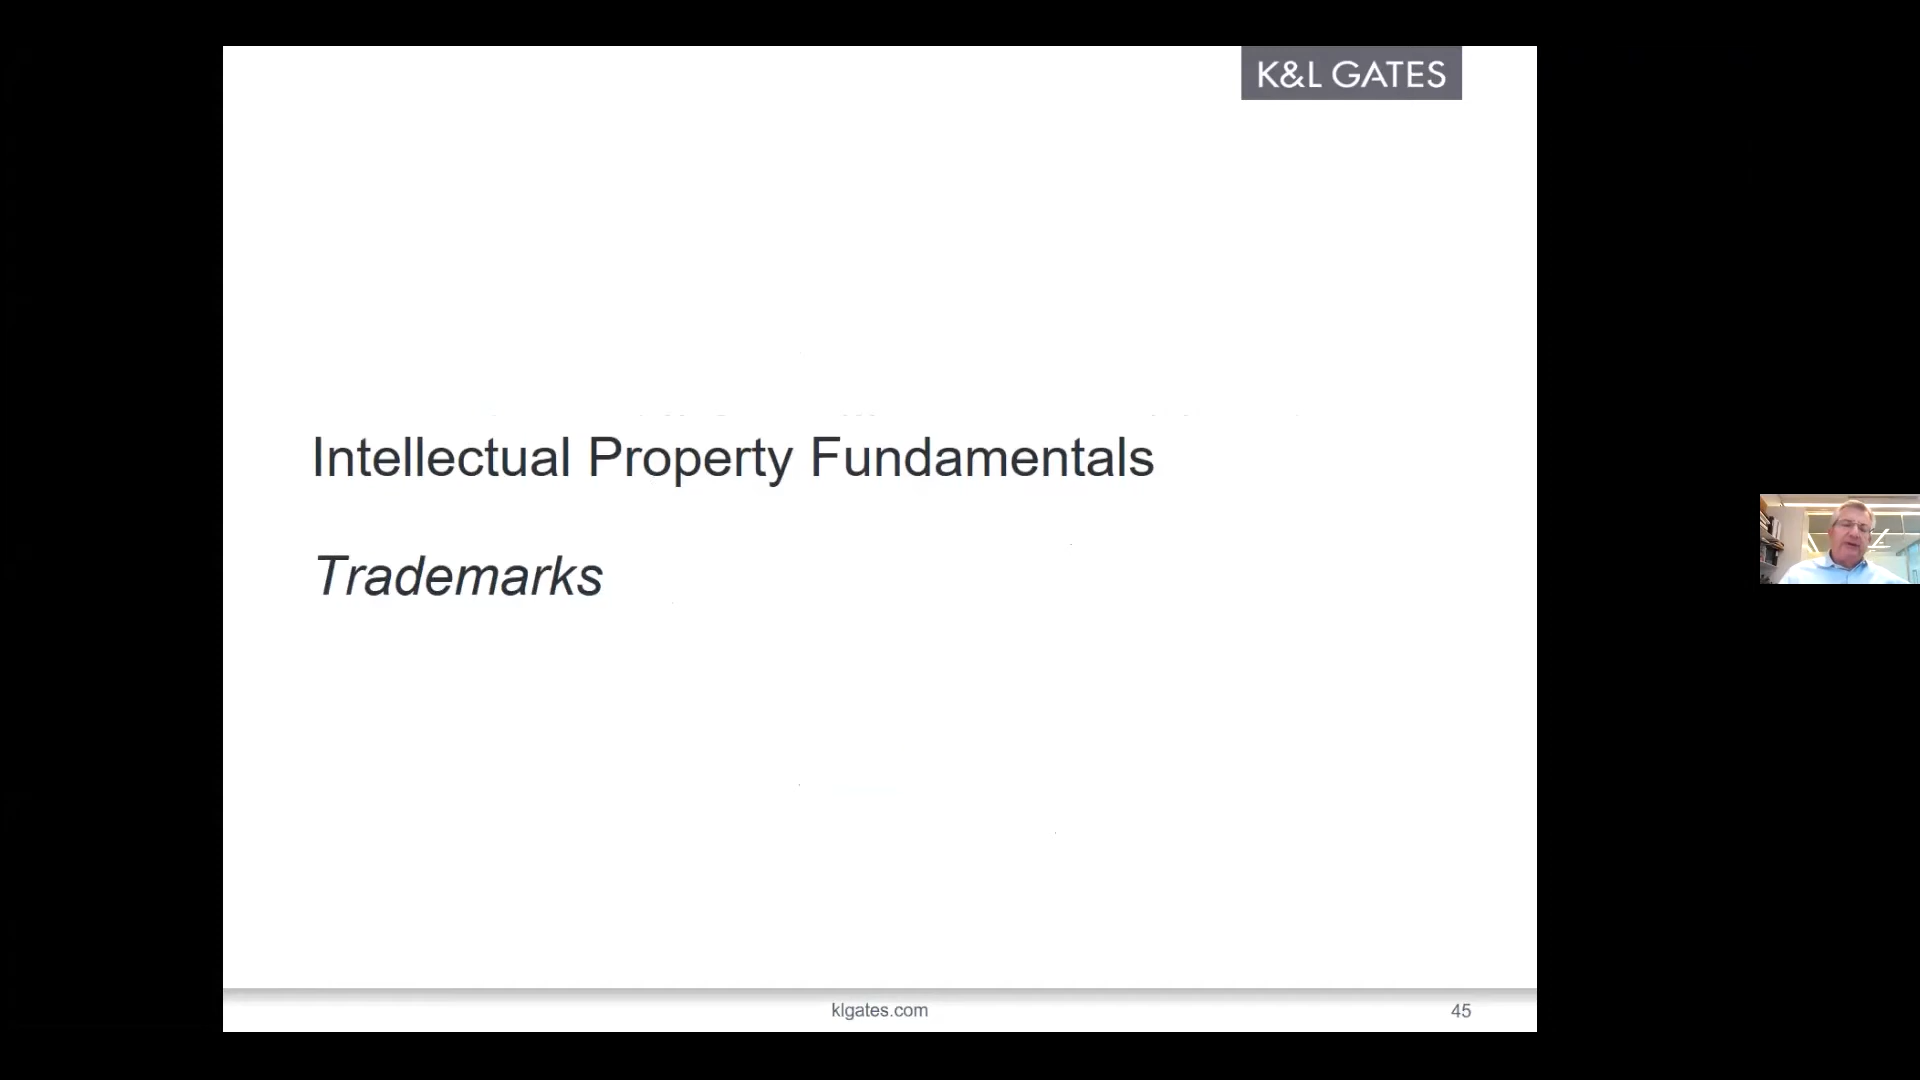 K&L GATES
Intellectual Property Fundamentals
Trademarks
klgates.com
45